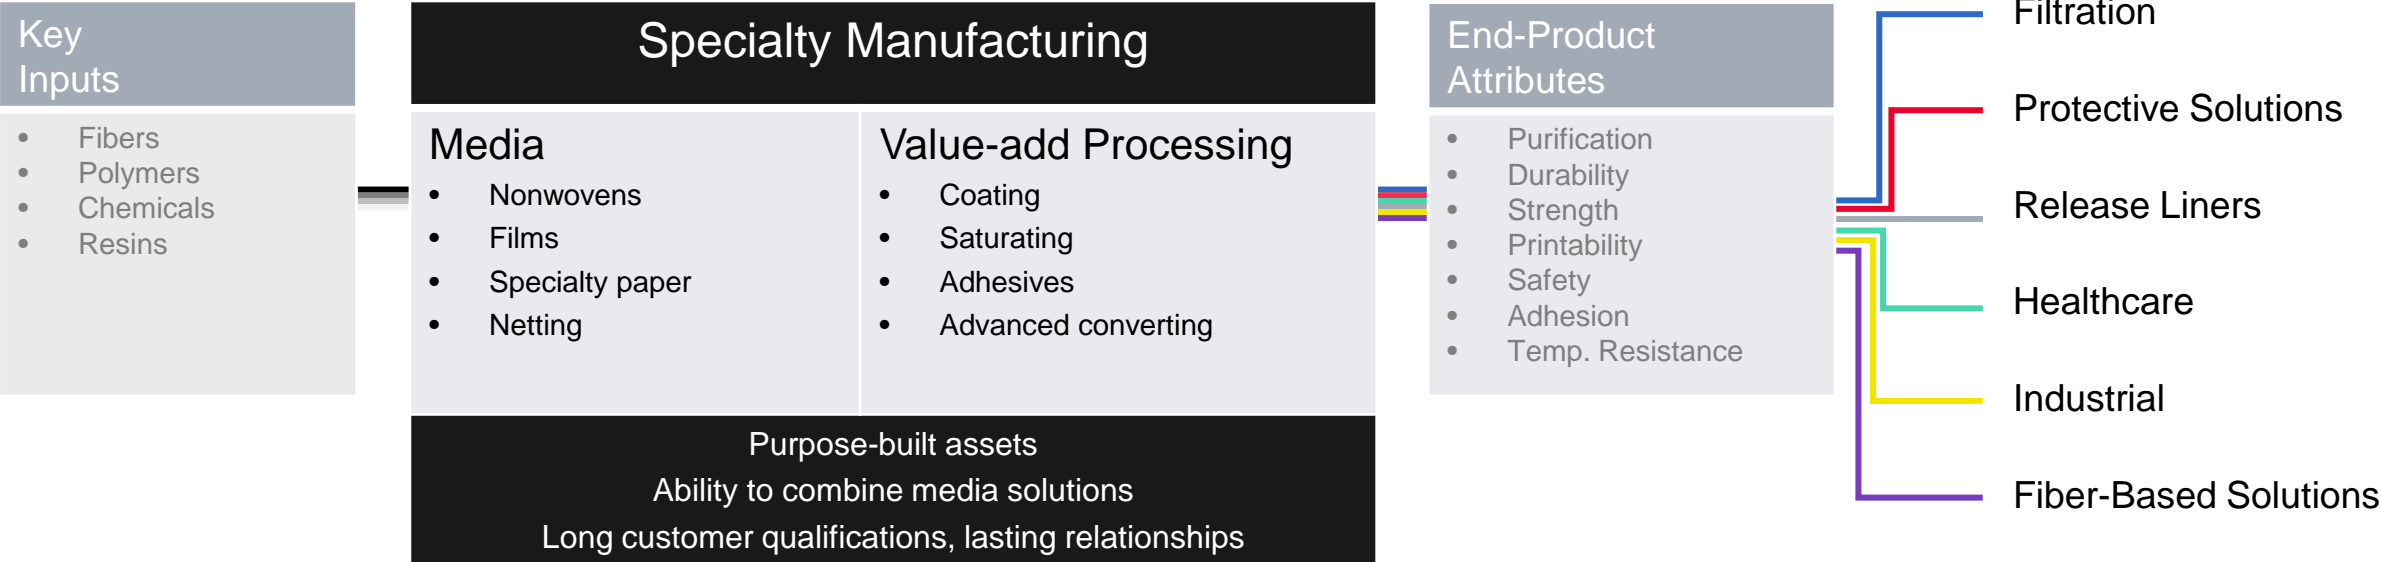 Key
Inputs
• Fibers
• Polymers
• Chemicals
• Resins
Specialty Manufacturing
Media
• Nonwovens
• Films
• Specialty paper
• Netting
Value-add Processing
• Coating
• Saturating
• Adhesives
• Advanced converting
Purpose-built assets
Ability to combine media solutions
Long customer qualifications, lasting relationships
End-Product
Attributes
• Purification
• Durability
• Strength
• Printability
• Safety
• Adhesion
• Temp. Resistance
Filtration
Protective Solutions
Release Liners
Healthcare
Industrial
Fiber-Based Solutions